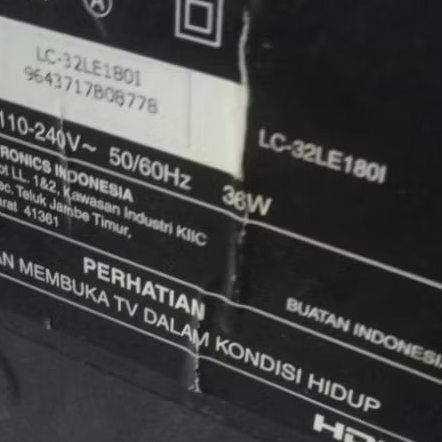 A
LC-32LE180I
9643717B08778
LC-32LE180I
110-240V~ 50/60Hz 36W
RONICS INDONESIA
ot LL. 1&2, Kawasan Industri KIIC
ec. Teluk Jambe Timur,
arat 41361
PERHATIAN
BUATAN INDONESIA
AN MEMBUKA TV DALAM KONDISI HIDUP